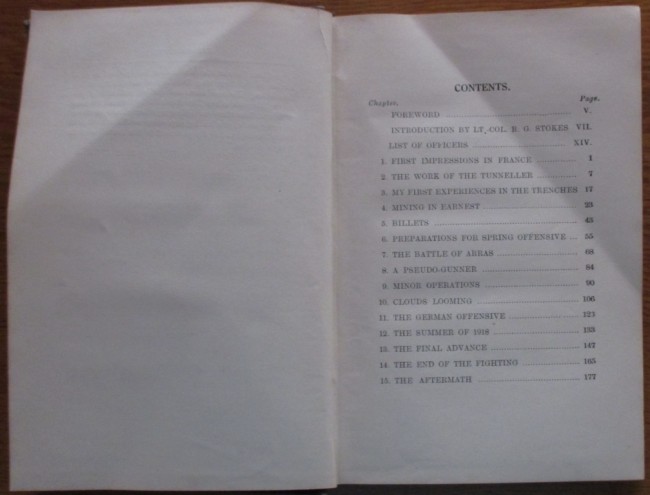 CONTENTS.
Chapter. Page.
FOREWORD V.
INTRODUCTION BY LT.-COL. R. G. STOKES VII.
LIST OF OFFICERS XIV.
1. FIRST IMPRESSIONS IN FRANCE 1
2. THE WORK OF THE TUNNELLER 7
3. MY FIRST EXPERIENCES IN THE TRENCHES 17
4. MINING IN EARNEST 23
5. BILLETS 43
6. PREPARATIONS FOR SPRING OFFENSIVE ... 55
7. THE BATTLE OF ARRAS 68
8. A PSEUDO-GUNNER 84
9. MINOR OPERATIONS 90
10. CLOUDS LOOMING 106
11. THE GERMAN OFFENSIVE 121
12. THE SUMMER OF 1918
13. THE FINAL ADVANCE 147
14. THE END OF THE FIGHTING 165
15. THE AFTERMATH 177